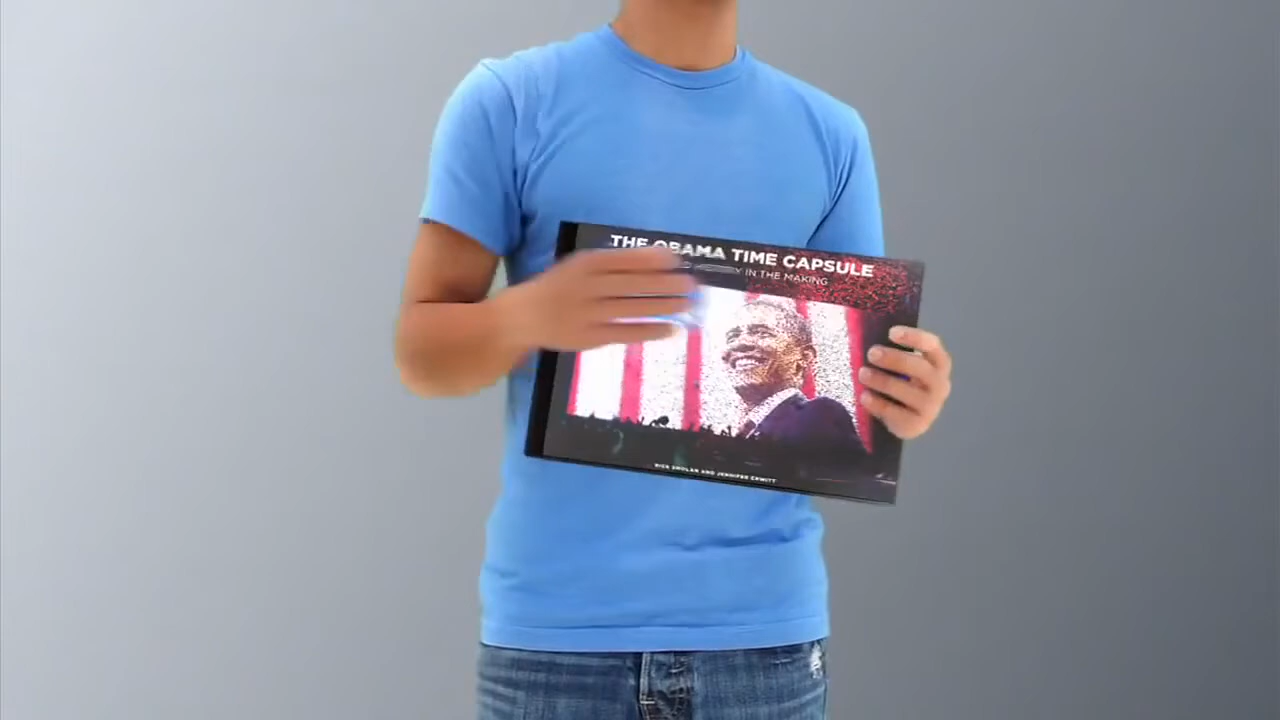 THE OBAMA TIME CAPSULE
IN THE MAKING
RICK SMOLAN AND JENNIFER ERWITT